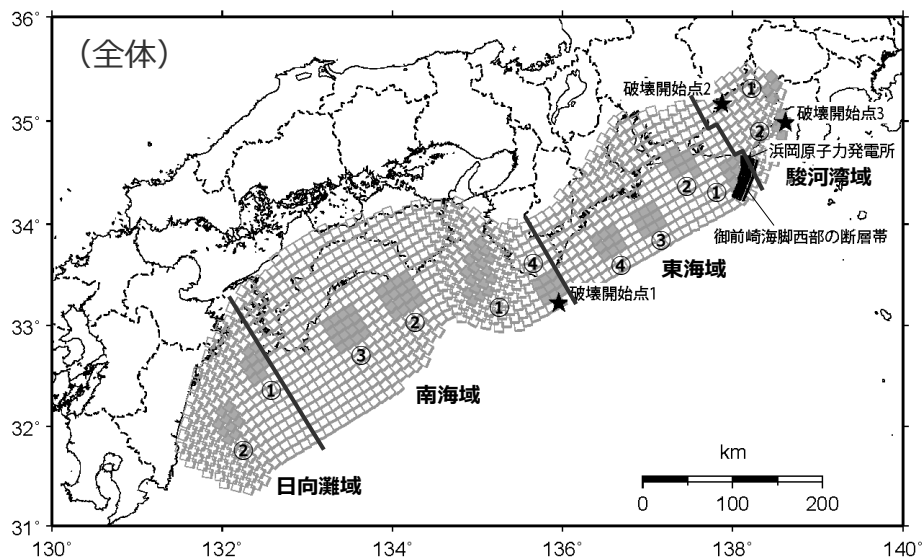 36°
35°
34°
33°
32°
31°
130
132
134
136
138
140°
(全体)
破壊開始点2
①
破壊開始点3
②
浜岡原子力発電所
駿河湾域
②
①
御前崎海脚西部の断層帯
③
④
④
東海域
破壊開始点1
①
②
③
南海域
①
②
日向灘域
km
0
50
100
150
200